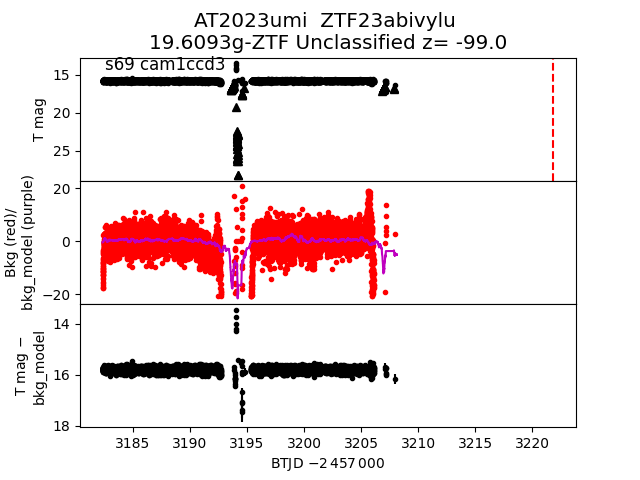 AT2023umi  ZTF23abivylu
19.6093g-ZTF Unclassified z= -99.0
s69 cam1ccd3
15
20
25
T mag
20
0
−20
Bkg (red)/
bkg_model (purple)
14
16
18
T mag −
bkg_model
3185
3190
3195
3200
3205
3210
3215
3220
BTJD −2 457 000